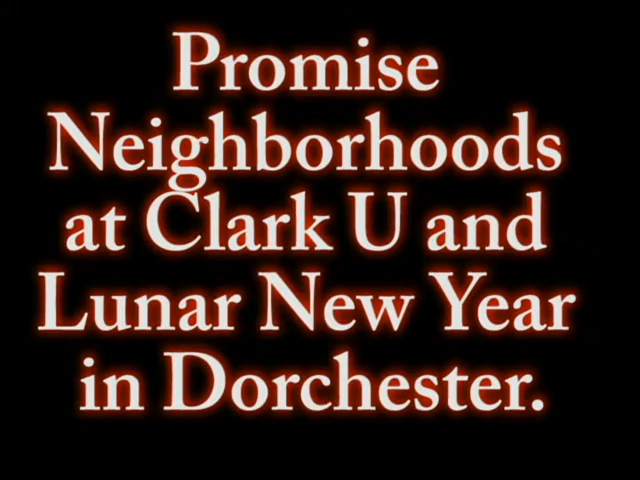 Promise
Neighborhoods
at Clark U and
Lunar New Year
in Dorchester.